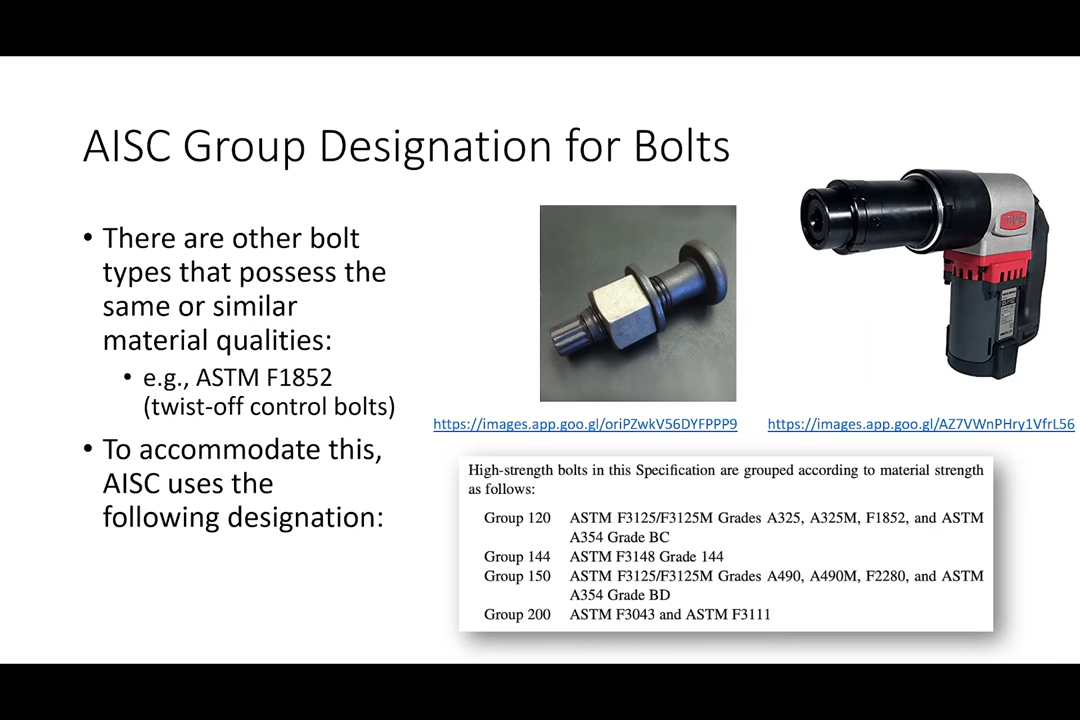 AISC Group Designation for Bolts
• There are other bolt
types that possess the
same or similar
material qualities:
• e.g., ASTM F1852
(twist-off control bolts)
• To accommodate this,
AISC uses the
following designation:
https://images.app.goo.gl/oriPZwkV56DYFPPP9
https://images.app.goo.gl/AZ7VWnPHry1VfrL56
High-strength bolts in this Specification are grouped according to material strength
as follows:
Group 120 ASTM F3125/F3125M Grades A325, A325M, F1852, and ASTM
A354 Grade BC
Group 144 ASTM F3148 Grade 144
Group 150 ASTM F3125/F3125M Grades A490, A490M, F2280, and ASTM
A354 Grade BD
Group 200 ASTM F3043 and ASTM F3111